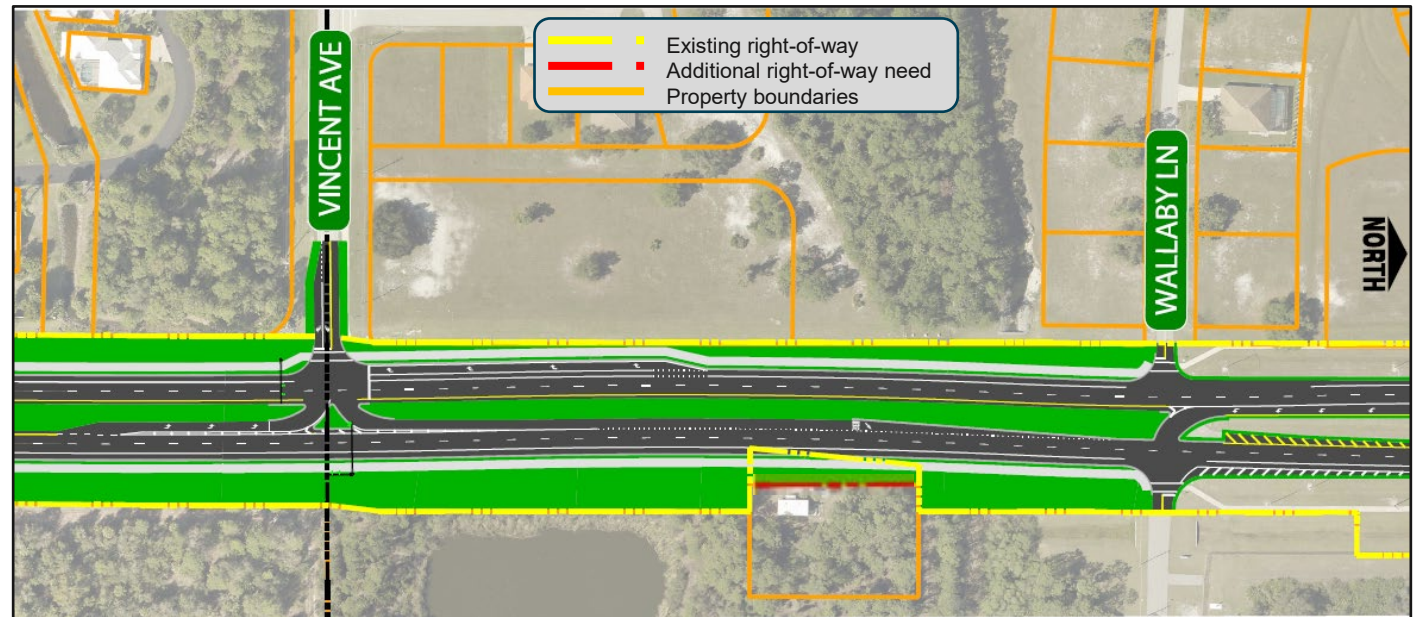 VINCENT AVE
Existing right-of-way
Additional right-of-way need
Property boundaries
WALLABY LN
NORTH